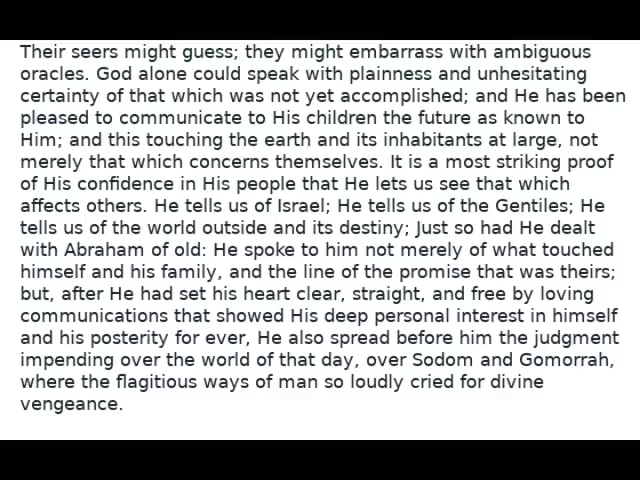 Their seers might guess; they might embarrass with ambiguous
oracles. God alone could speak with plainness and unhesitating
certainty of that which was not yet accomplished; and He has been
pleased to communicate to His children the future as known to
Him; and this touching the earth and its inhabitants at large, not
merely that which concerns themselves. It is a most striking proof
of His confidence in His people that He lets us see that which
affects others. He tells us of Israel; He tells us of the Gentiles; He
tells us of the world outside and its destiny; Just so had He dealt
with Abraham of old: He spoke to him not merely of what touched
himself and his family, and the line of the promise that was theirs;
but, after He had set his heart clear, straight, and free by loving
communications that showed His deep personal interest in himself
and his posterity for ever, He also spread before him the judgment
impending over the world of that day, over Sodom and Gomorrah,
where the flagitious ways of man so loudly cried for divine
vengeance.